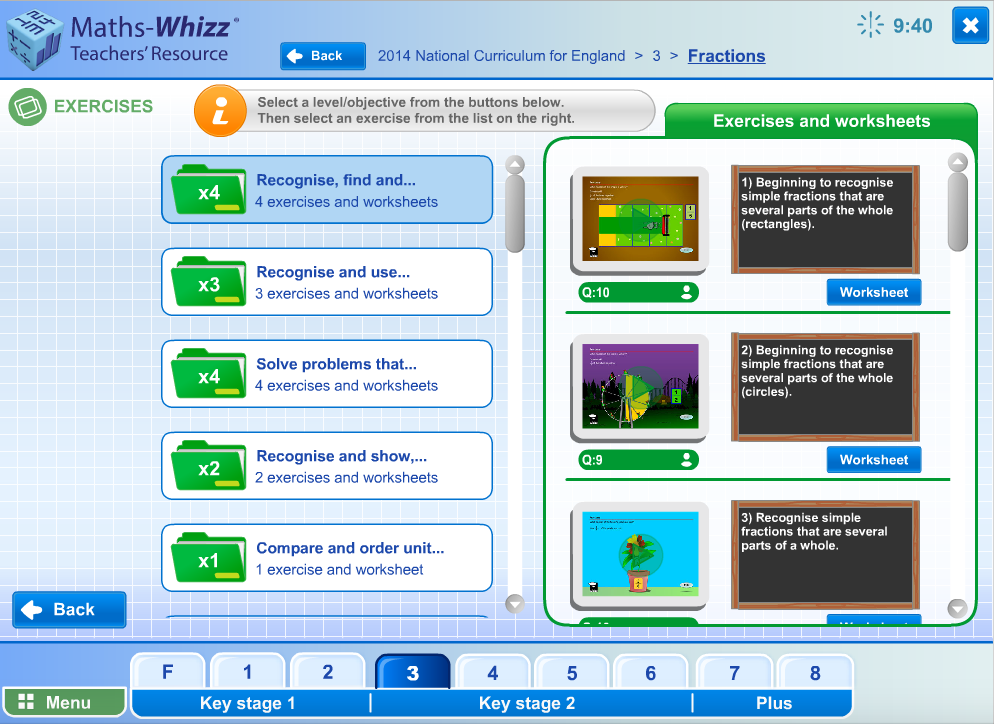 Maths-Whizz®
Teachers' Resource
Back
2014 National Curriculum for England > 3 > Fractions
9:40
EXERCISES
Select a level/objective from the buttons below.
Then select an exercise from the list on the right.
Exercises and worksheets
x4
Recognise, find and...
4 exercises and worksheets
x3
Recognise and use...
3 exercises and worksheets
x4
Solve problems that...
4 exercises and worksheets
x2
Recognise and show,...
2 exercises and worksheets
x1
Compare and order unit...
1 exercise and worksheet
1) Beginning to recognise
simple fractions that are
several parts of the whole
(rectangles).
Q:10
Worksheet
2) Beginning to recognise
simple fractions that are
several parts of the whole
(circles).
Q:9
Worksheet
3) Recognise simple
fractions that are several
parts of a whole.
Worksheet
Back
Menu
F 1 2 3 4 5 6 7 8
Key stage 1 Key stage 2 Plus